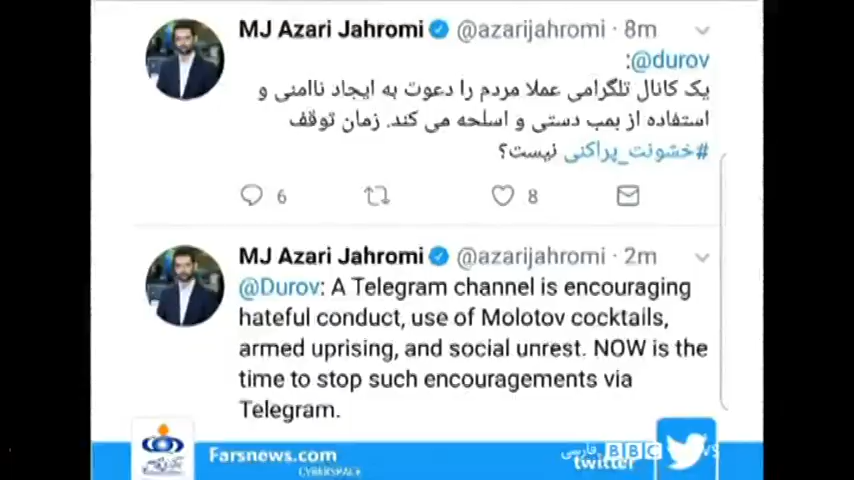 MJ Azari Jahromi @azarijahromi · 8m
@durov:
یک کانال تلگرامی عملا مردم را دعوت به ایجاد ناامنی و
استفاده از بمب دستی و اسلحه می کند. زمان توقف
#خشونت_پراکنی نیست؟
6
8
MJ Azari Jahromi @azarijahromi · 2m
@Durov: A Telegram channel is encouraging
hateful conduct, use of Molotov cocktails,
armed uprising, and social unrest. NOW is the
time to stop such encouragements via
Telegram.
Farsnews.com
CYBERSPACE
twitter
BBC NEWS فارسی